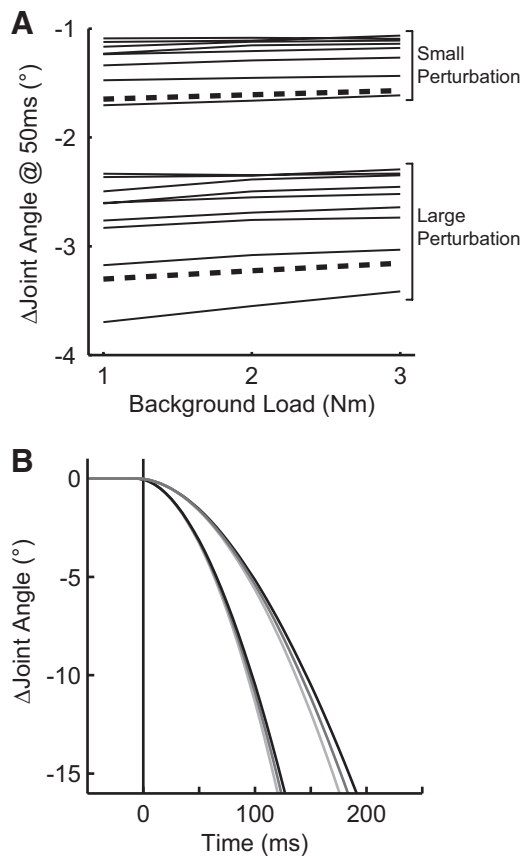 A
ΔJoint Angle @ 50ms (°)
-1
-2
-3
-4
Small
Perturbation
Large
Perturbation
1
2
3
Background Load (Nm)
B
ΔJoint Angle (°)
0
-5
-10
-15
0
100
200
Time (ms)